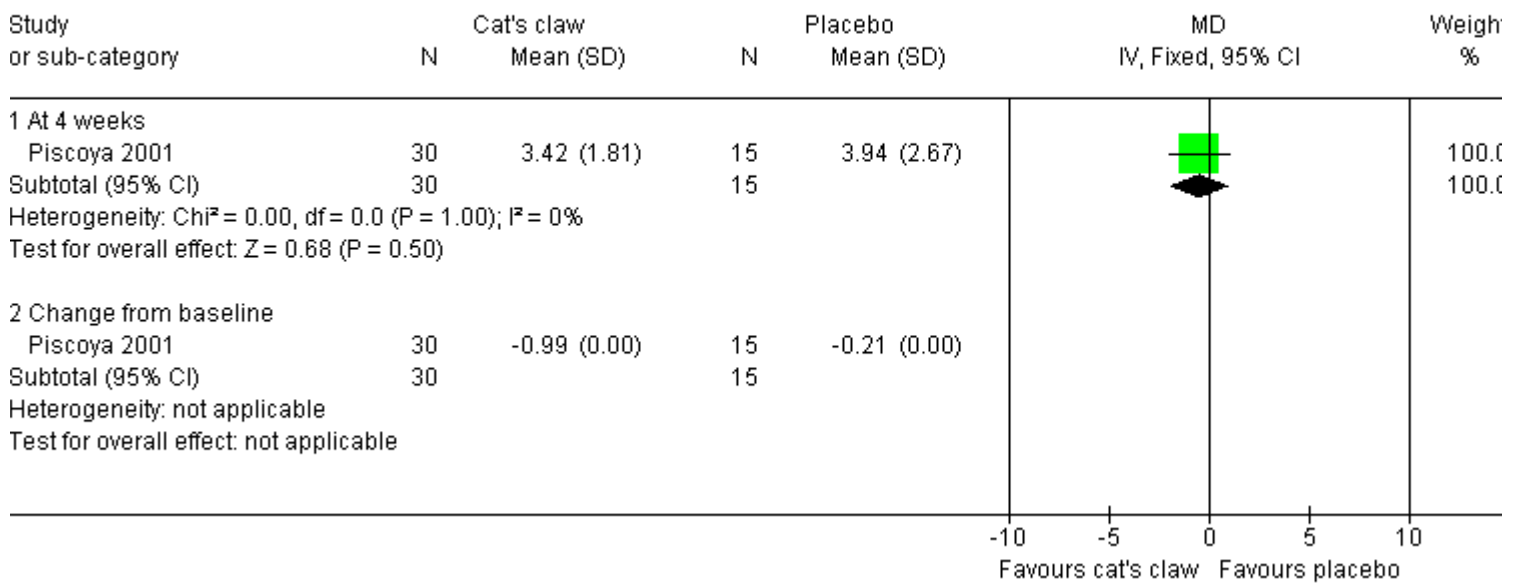 Study Cat's claw Placebo MD Weigh
or sub-category N Mean (SD) N Mean (SD) IV, Fixed, 95% CI %
1 At 4 weeks
Piscoya 2001 30 3.42 (1.81) 15 3.94 (2.67) 100.0
Subtotal (95% CI) 30 15 100.0
Heterogeneity: Chi² = 0.00, df = 0.0 (P = 1.00); I² = 0%
Test for overall effect: Z = 0.68 (P = 0.50)
2 Change from baseline
Piscoya 2001 30 -0.99 (0.00) 15 -0.21 (0.00)
Subtotal (95% CI) 30 15
Heterogeneity: not applicable
Test for overall effect: not applicable
-10 -5 0 5 10
Favours cat's claw Favours placebo